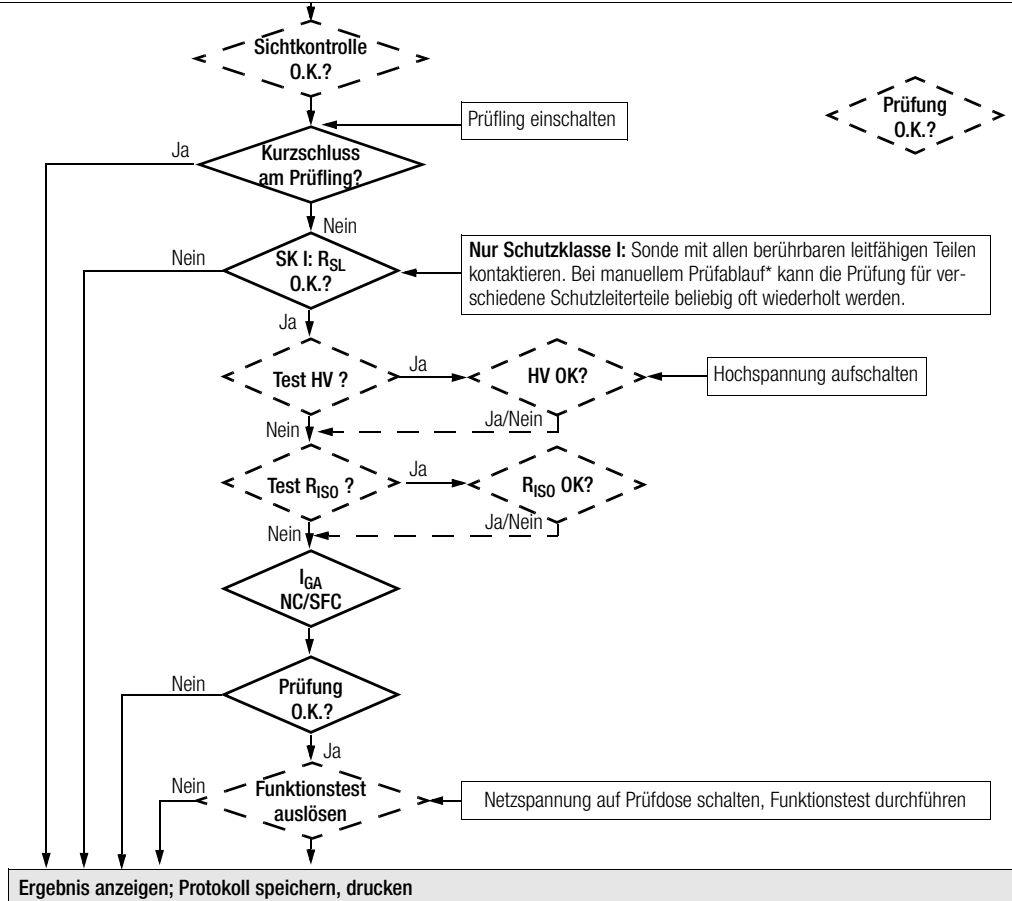 Sichtkontrolle
O.K.?
Prüfung
O.K.?
Prüfling einschalten
Ja
Kurzschluss
am Prüfling?
Nein
Nein
SK I: RSL
O.K.?
Nur Schutzklasse I: Sonde mit allen berührbaren leitfähigen Teilen
kontaktieren. Bei manuellem Prüfablauf* kann die Prüfung für ver-
schiedene Schutzleiterteile beliebig oft wiederholt werden.
Ja
Test HV ?
Ja
HV OK?
Hochspannung aufschalten
Ja/Nein
Nein
Test RISO ?
Ja
RISO OK?
Ja/Nein
Nein
IGA
NC/SFC
Nein
Prüfung
O.K.?
Ja
Nein
Funktionstest
auslösen
Netzspannung auf Prüfdose schalten, Funktionstest durchführen
Ergebnis anzeigen; Protokoll speichern, drucken